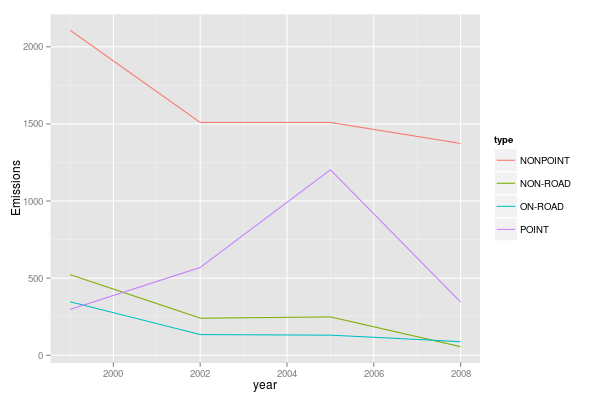 2000
1500
1000
500
0
Emissions
2000
2002
2004
2006
2008
year
type
NONPOINT
NON-ROAD
ON-ROAD
POINT